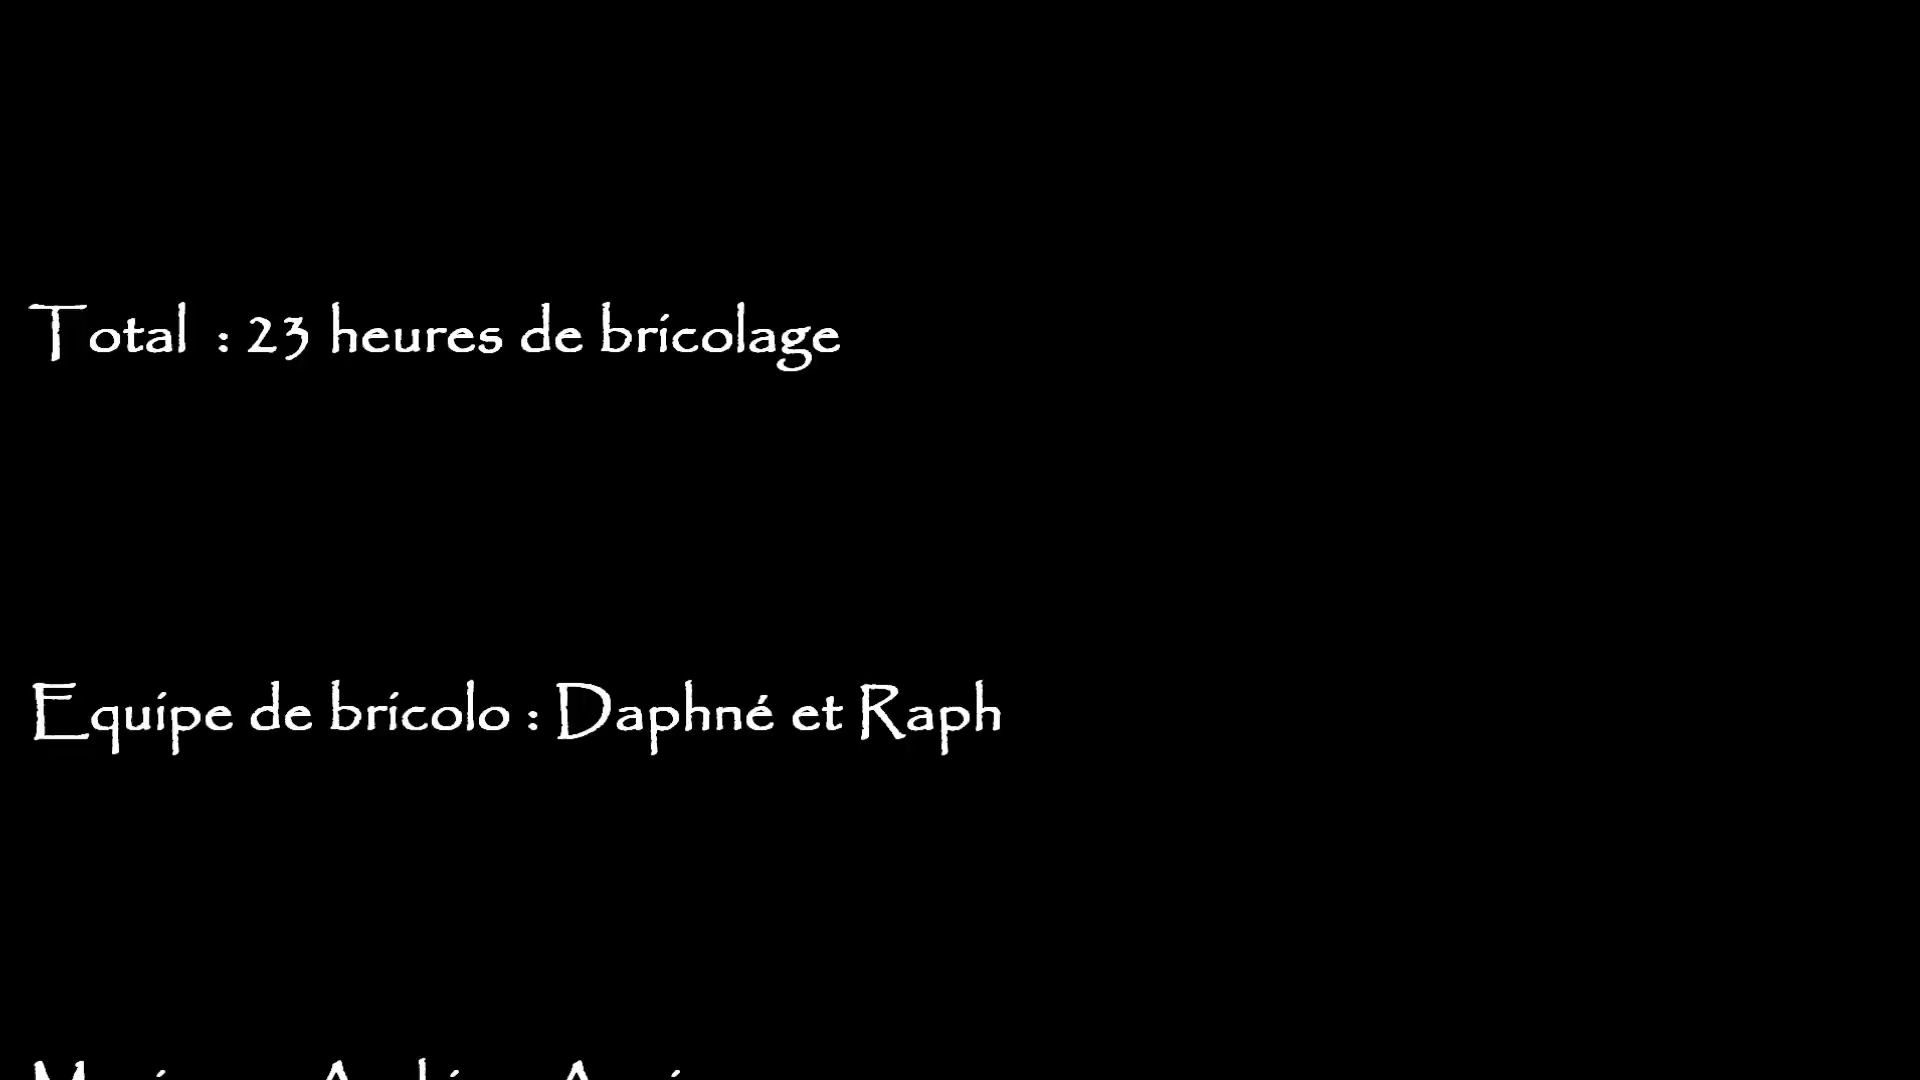 Total : 23 heures de bricolage
Equipe de bricolo : Daphné et Raph